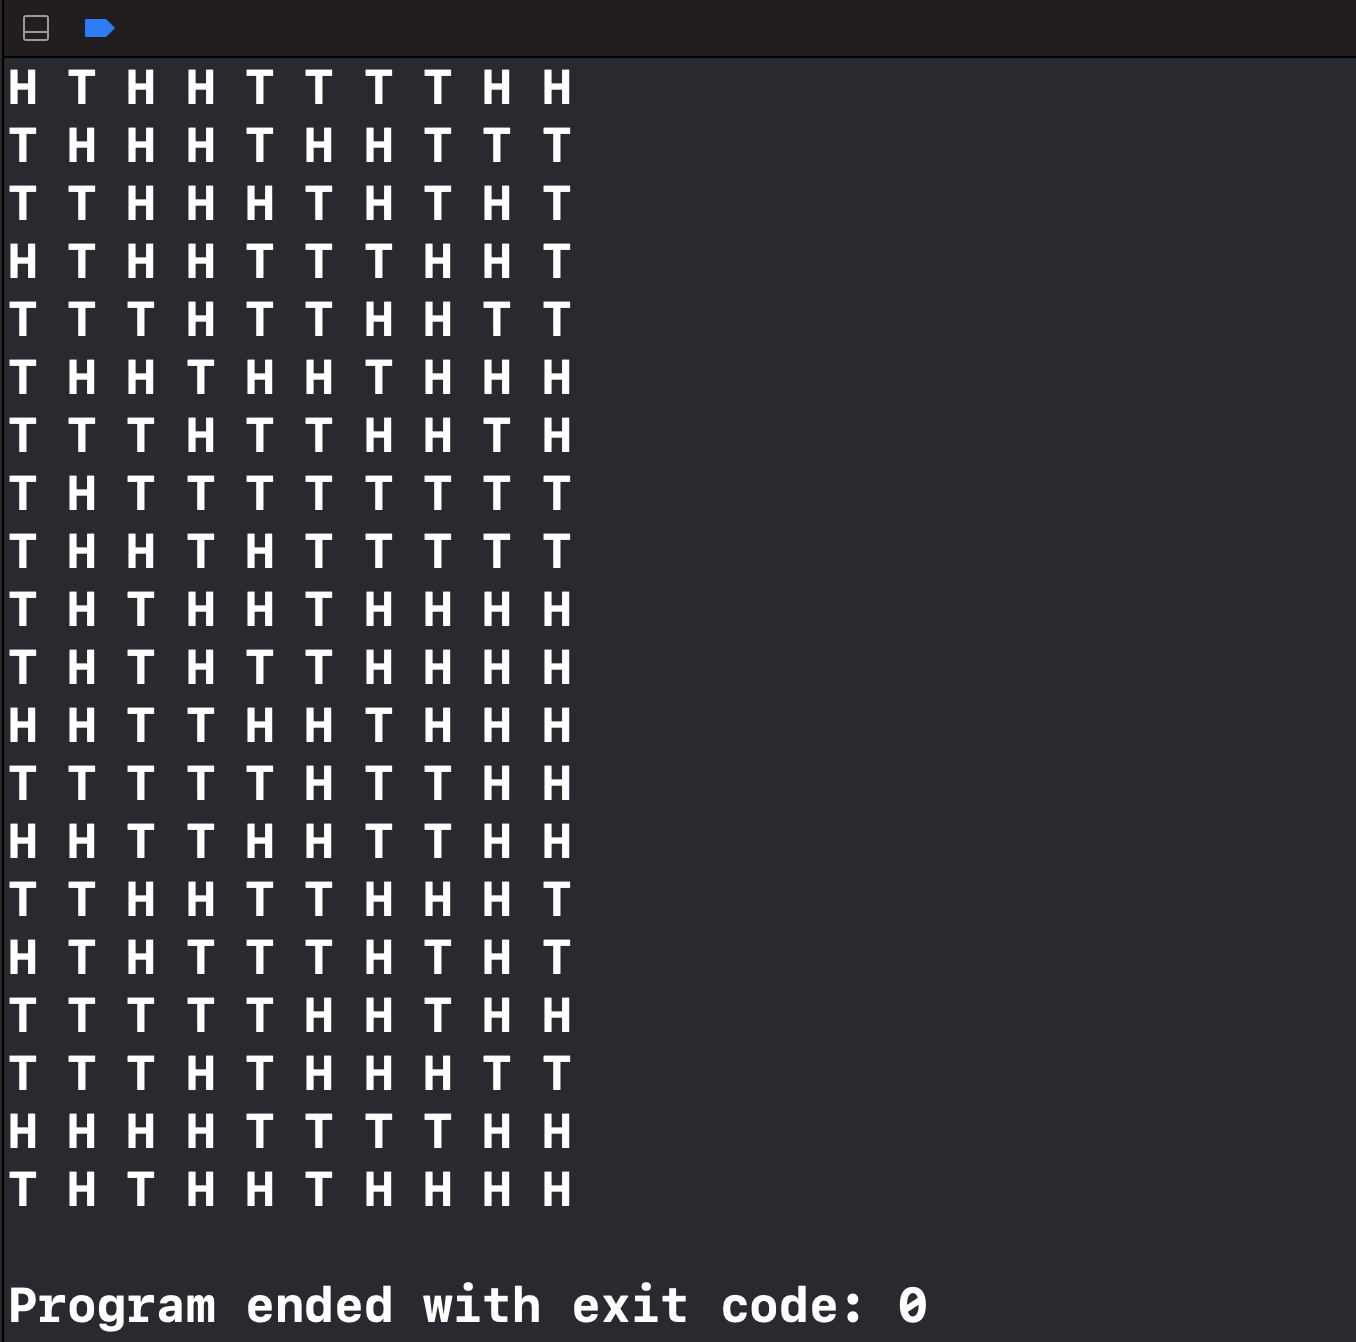 H T H H T T T T H H
T H H H T H H T T T
T T H H H T H T H T
H T H H T T T H H T
T T T H T T H H T T
T H H T H H T H H H
T T T H T T H H T H
T H T T T T T T T T
T H H T H T T T T T
T H T H H T H H H H
T H T H T T H H H H
H H T T H H T H H H
T T T T T H T T H H
H H T T H H T T H H
T T H H T T H H H T
H T H T T T H T H T
T T T T T H H T H H
T T T H T H H H T T
H H H H T T T T H H
T H T H H T H H H H
Program ended with exit code: 0